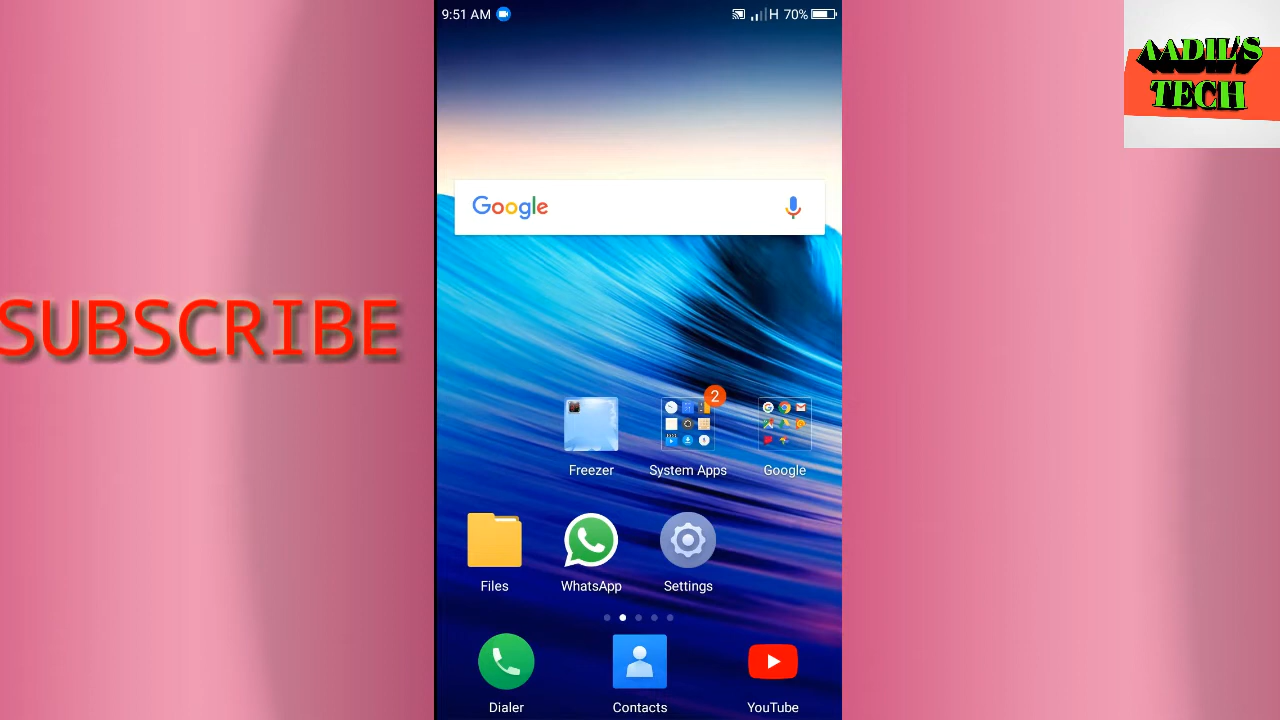 9:51 AM
H 70%
AADIL'S
TECH
Google
SUBSCRIBE
2
Freezer
System Apps
Google
Files
WhatsApp
Settings
Dialer
Contacts
YouTube